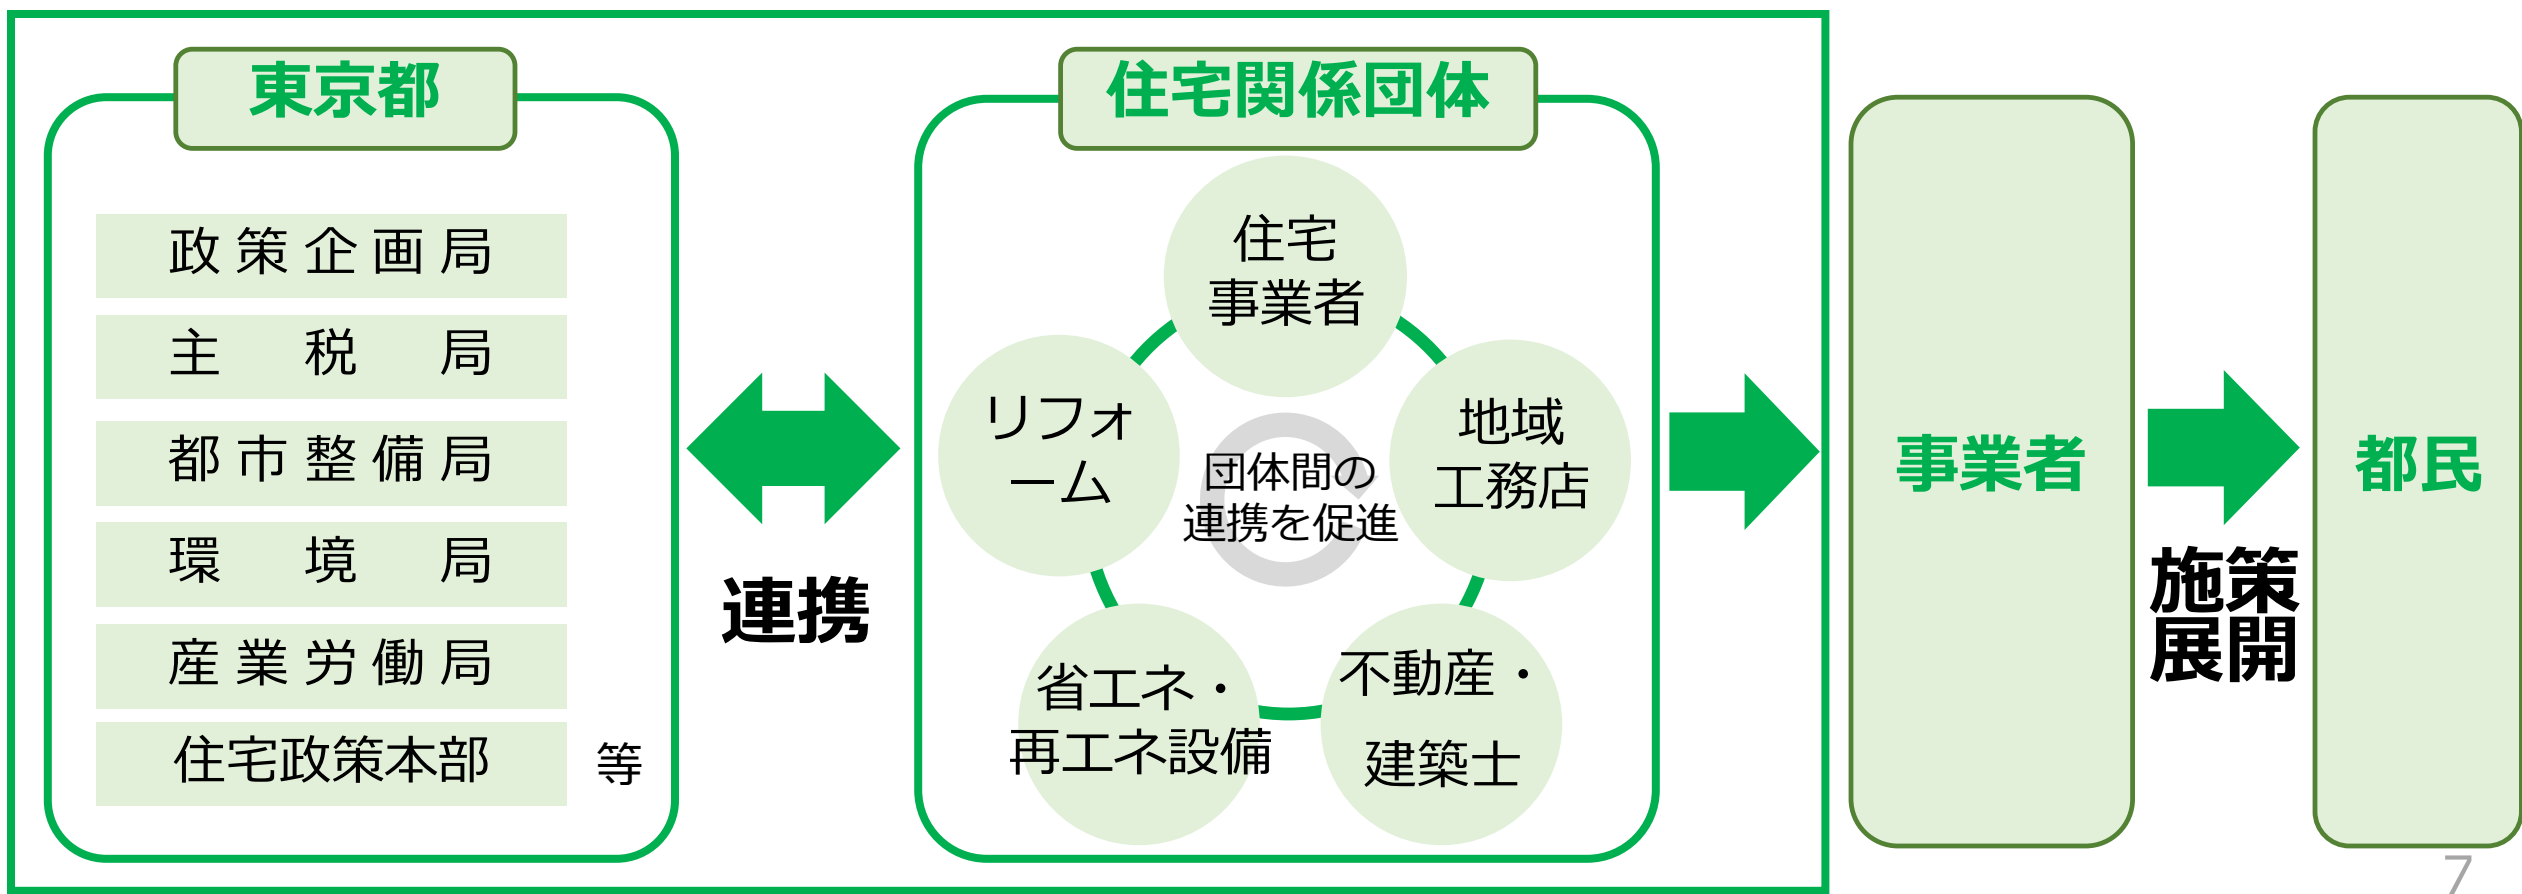 東京都
政策企画局
主税局
都市整備局
環境局
産業労働局
住宅政策本部
等
連携
住宅関係団体
住宅
事業者
リフォ
ーム
地域
工務店
団体間の
連携を促進
省エネ・
再エネ設備
不動産・
建築士
事業者
施策
展開
都民
7